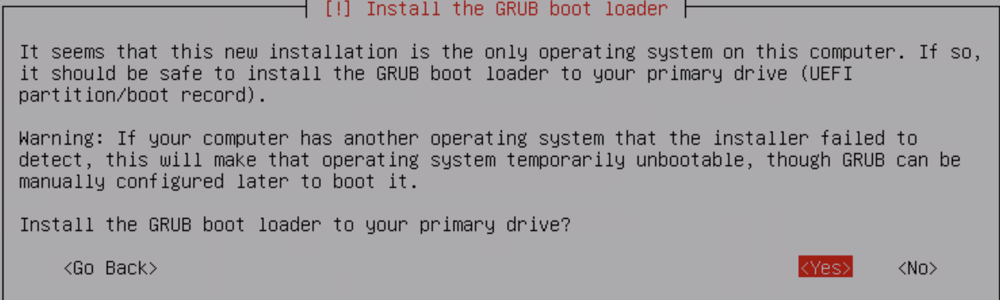 [!] Install the GRUB boot loader
It seems that this new installation is the only operating system on this computer. If so,
it should be safe to install the GRUB boot loader to your primary drive (UEFI
partition/boot record).
Warning: If your computer has another operating system that the installer failed to
detect, this will make that operating system temporarily unbootable, though GRUB can be
manually configured later to boot it.
Install the GRUB boot loader to your primary drive?
<Go Back> <Yes> <No>